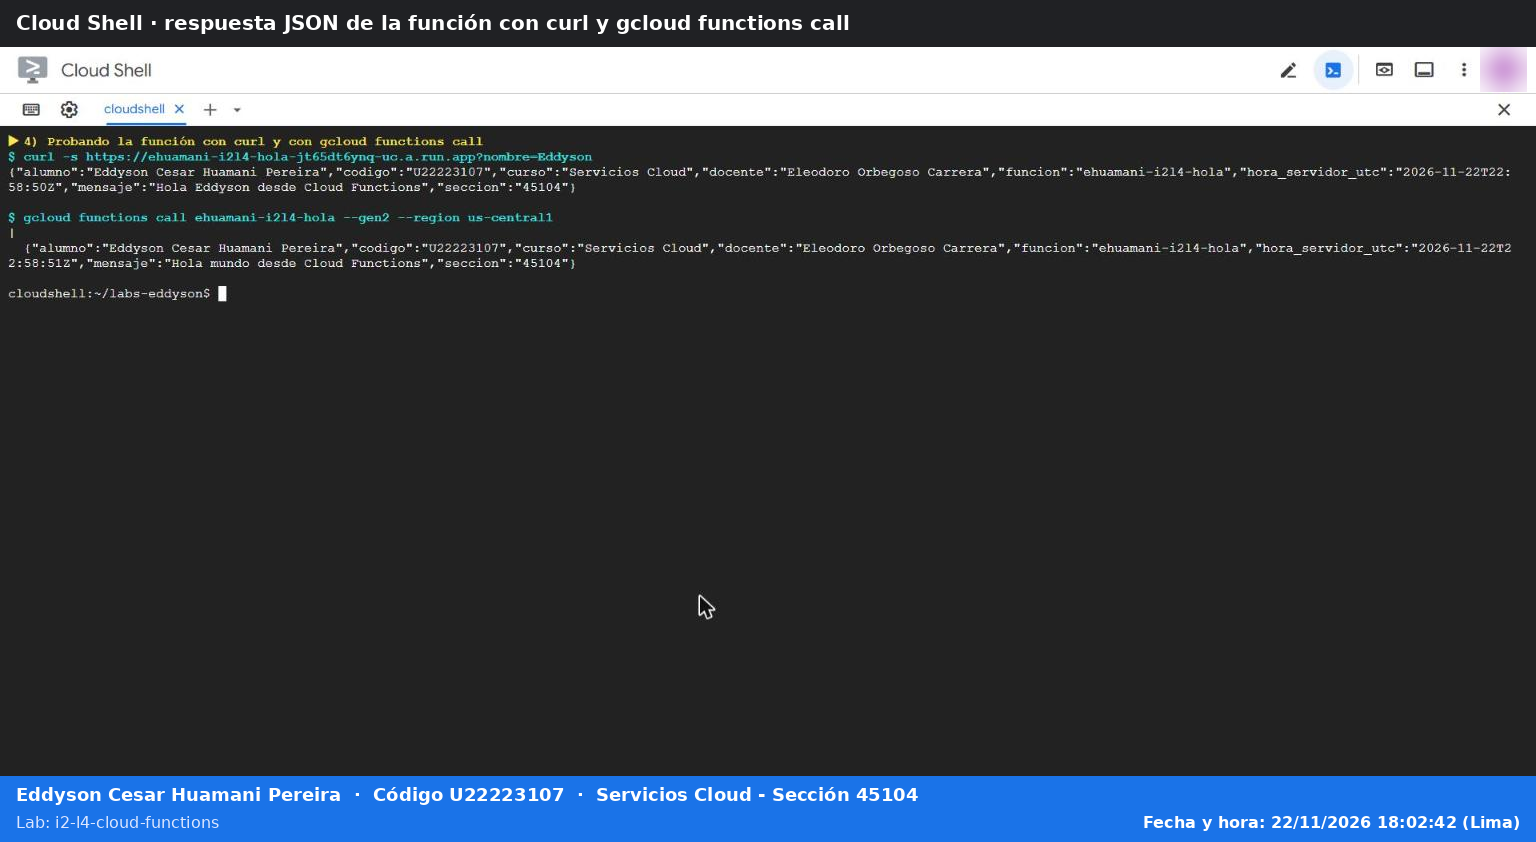 Cloud Shell · respuesta JSON de la función con curl y gcloud functions call
Cloud Shell
cloudshell
▶ 4) Probando la función con curl y con gcloud functions call
$ curl -s https://ehuamani-i2l4-hola-jt65dt6ynq-uc.a.run.app?nombre=Eddyson
{"alumno":"Eddyson Cesar Huamani Pereira","codigo":"U22223107","curso":"Servicios Cloud","docente":"Eleodoro Orbegoso Carrera","funcion":"ehuamani-i2l4-hola","hora_servidor_utc":"2026-11-22T22:
58:50Z","mensaje":"Hola Eddyson desde Cloud Functions","seccion":"45104"}
$ gcloud functions call ehuamani-i2l4-hola --gen2 --region us-central1
|
{"alumno":"Eddyson Cesar Huamani Pereira","codigo":"U22223107","curso":"Servicios Cloud","docente":"Eleodoro Orbegoso Carrera","funcion":"ehuamani-i2l4-hola","hora_servidor_utc":"2026-11-22T2
2:58:51Z","mensaje":"Hola mundo desde Cloud Functions","seccion":"45104"}
cloudshell:~/labs-eddyson$
Eddyson Cesar Huamani Pereira · Código U22223107 · Servicios Cloud - Sección 45104
Lab: i2-l4-cloud-functions
Fecha y hora: 22/11/2026 18:02:42 (Lima)